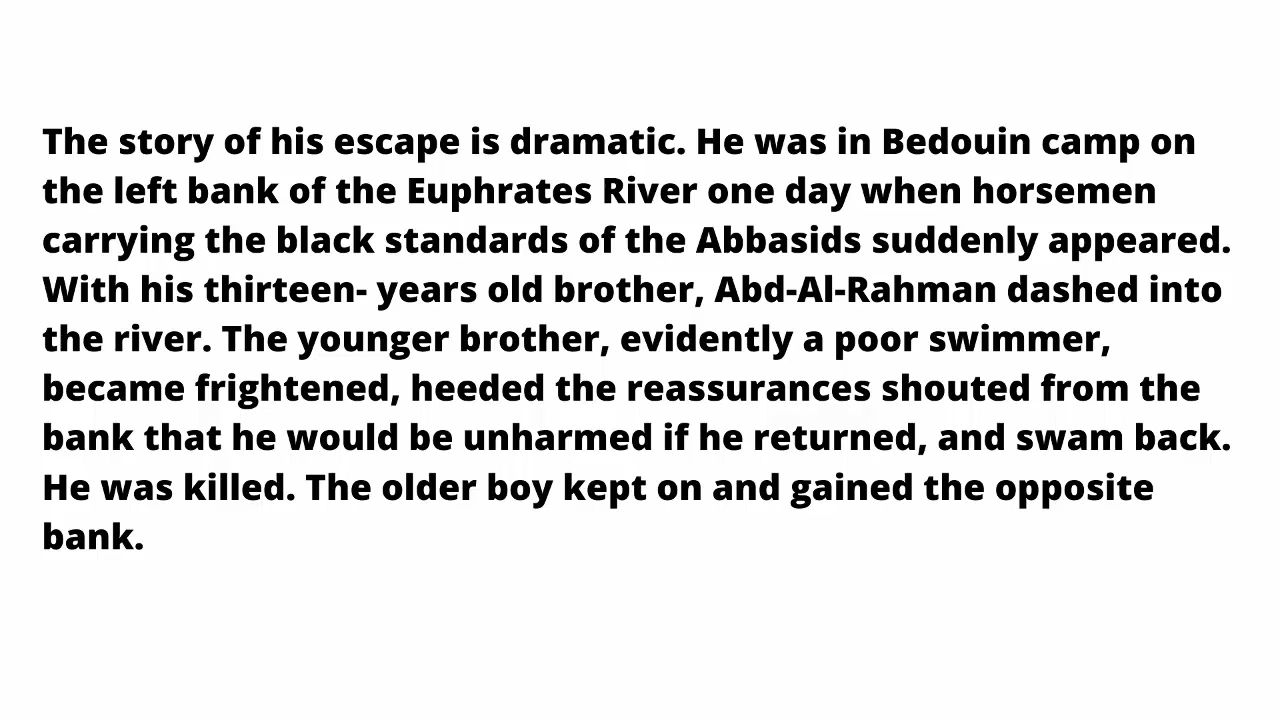 The story of his escape is dramatic. He was in Bedouin camp on
the left bank of the Euphrates River one day when horsemen
carrying the black standards of the Abbasids suddenly appeared.
With his thirteen- years old brother, Abd-Al-Rahman dashed into
the river. The younger brother, evidently a poor swimmer,
became frightened, heeded the reassurances shouted from the
bank that he would be unharmed if he returned, and swam back.
He was killed. The older boy kept on and gained the opposite
bank.